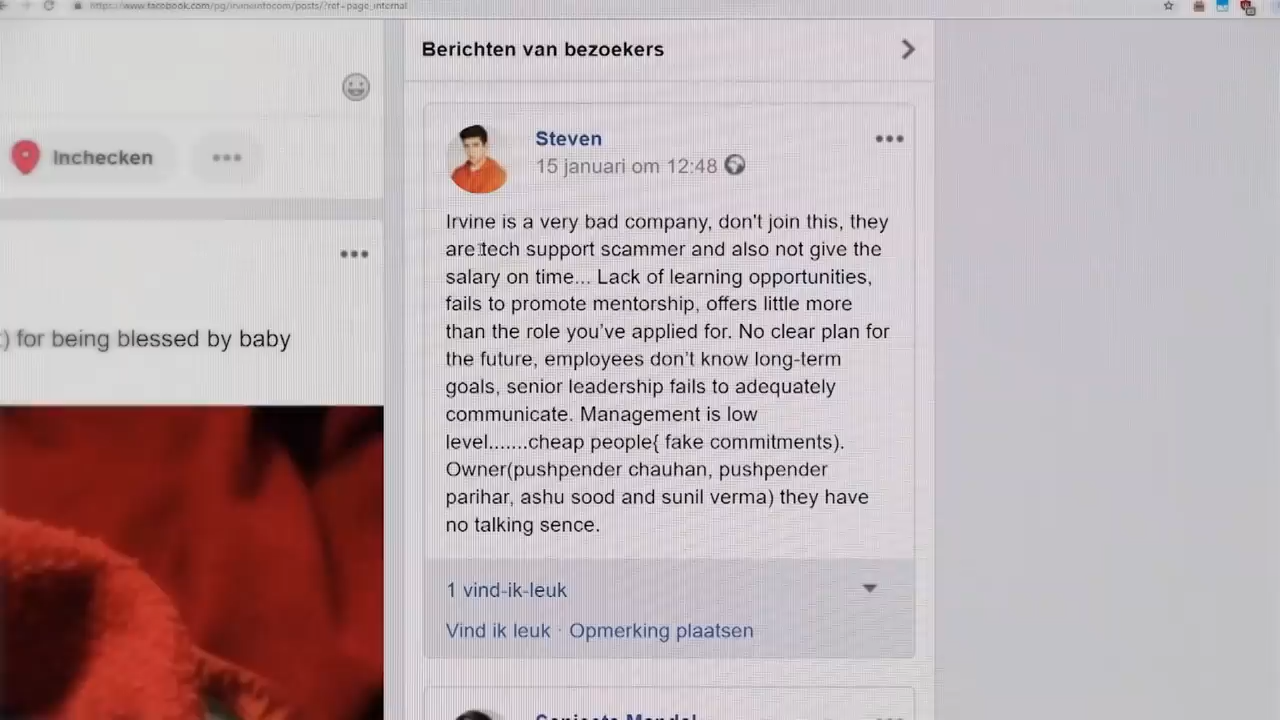 Berichten van bezoekers
Inchecken
Steven
15 januari om 12:48
Irvine is a very bad company, don't join this, they
are tech support scammer and also not give the
salary on time... Lack of learning opportunities,
fails to promote mentorship, offers little more
than the role you've applied for. No clear plan for
the future, employees don't know long-term
goals, senior leadership fails to adequately
communicate. Management is low
level.......cheap people{ fake commitments).
Owner(pushpender chauhan, pushpender
parihar, ashu sood and sunil verma) they have
no talking sence.
) for being blessed by baby
1 vind-ik-leuk
Vind ik leuk · Opmerking plaatsen